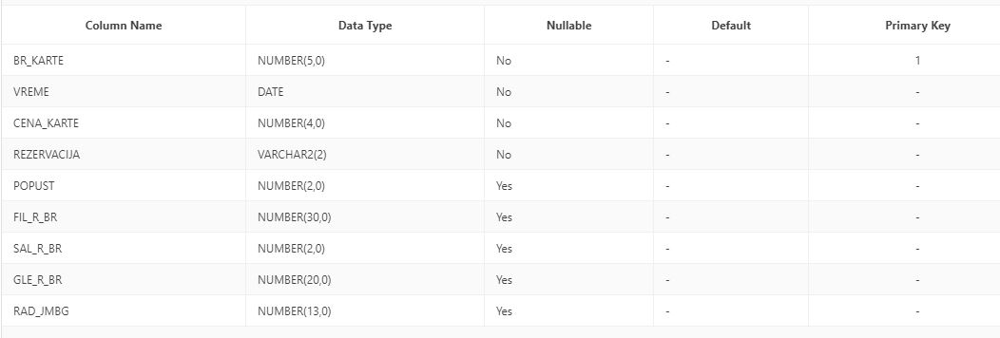 Column Name Data Type Nullable Default Primary Key
BR_KARTE NUMBER(5,0) No - 1
VREME DATE No - -
CENA_KARTE NUMBER(4,0) No - -
REZERVACIJA VARCHAR2(2) No - -
POPUST NUMBER(2,0) Yes - -
FIL_R_BR NUMBER(30,0) Yes - -
SAL_R_BR NUMBER(2,0) Yes - -
GLE_R_BR NUMBER(20,0) Yes - -
RAD_JMBG NUMBER(13,0) Yes - -